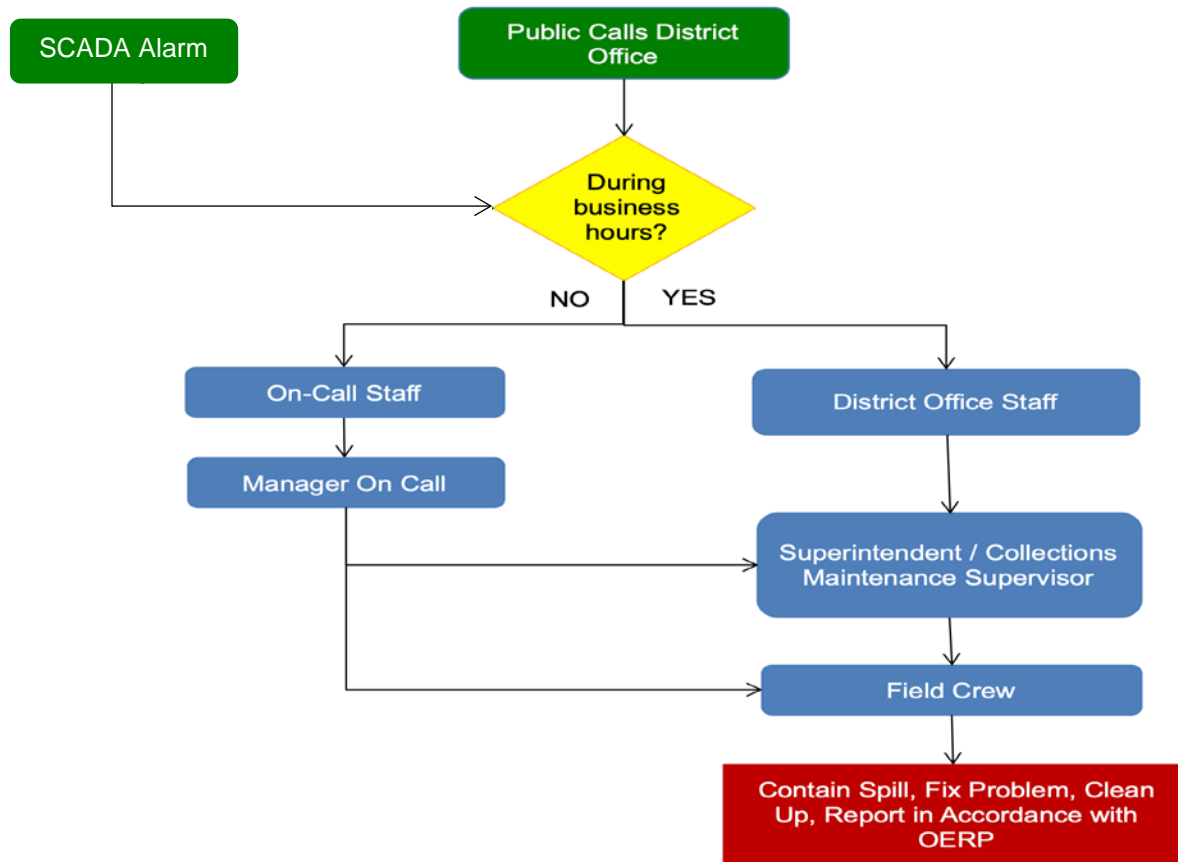 SCADA Alarm
Public Calls District
Office
During
business
hours?
NO
YES
On-Call Staff
District Office Staff
Manager On Call
Superintendent / Collections
Maintenance Supervisor
Field Crew
Contain Spill, Fix Problem, Clean
Up, Report in Accordance with
OERP